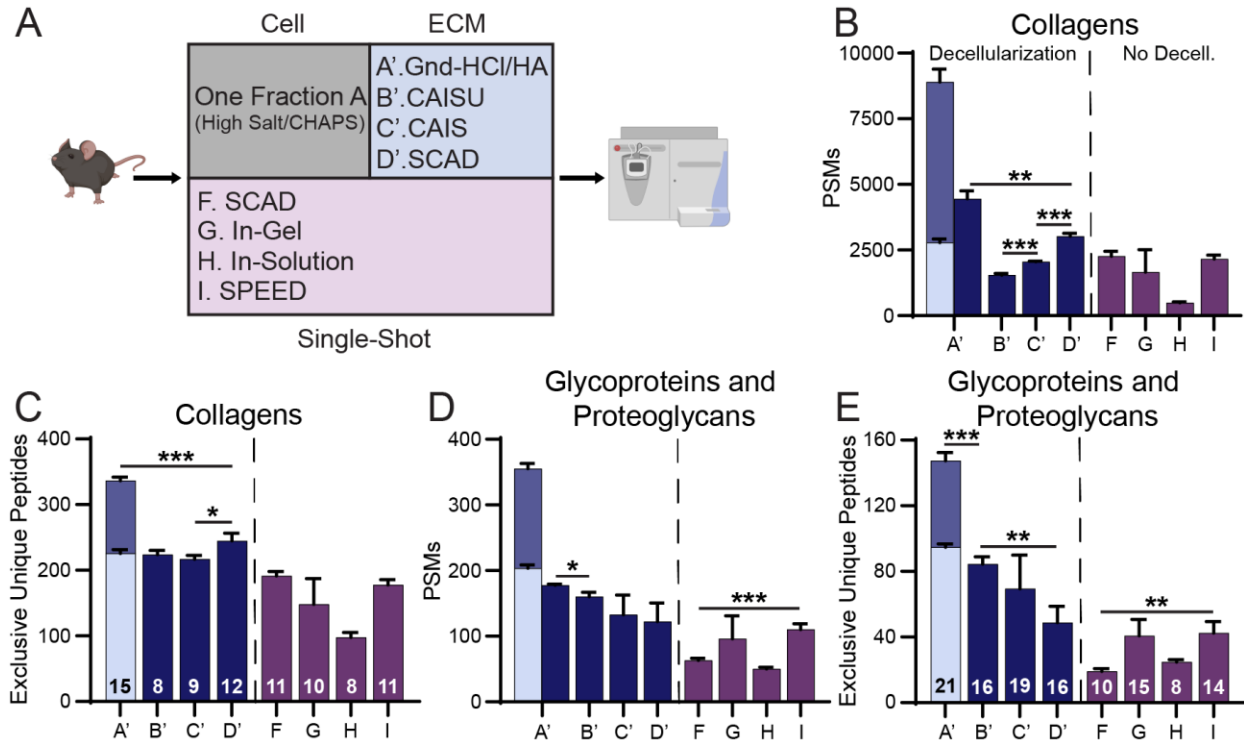 A
Cell
ECM
One Fraction A
(High Salt/CHAPS)
A'.Gnd-HCl/HA
B'.CAISU
C'.CAIS
D'.SCAD
F. SCAD
G. In-Gel
H. In-Solution
I. SPEED
Single-Shot
B
Collagens
Decellularization
No Decell.
PSMs
10000
7500
5000
2500
0
**
***
***
A' B' C' D' F G H I
C
Collagens
Exclusive Unique Peptides
400
300
200
100
0
***
*
15 8 9 12 11 10 8 11
A' B' C' D' F G H I
D
Glycoproteins and
Proteoglycans
PSMs
400
300
200
100
0
*
***
A' B' C' D' F G H I
E
Glycoproteins and
Proteoglycans
Exclusive Unique Peptides
160
120
80
40
0
***
**
**
21 16 19 16 10 15 8 14
A' B' C' D' F G H I